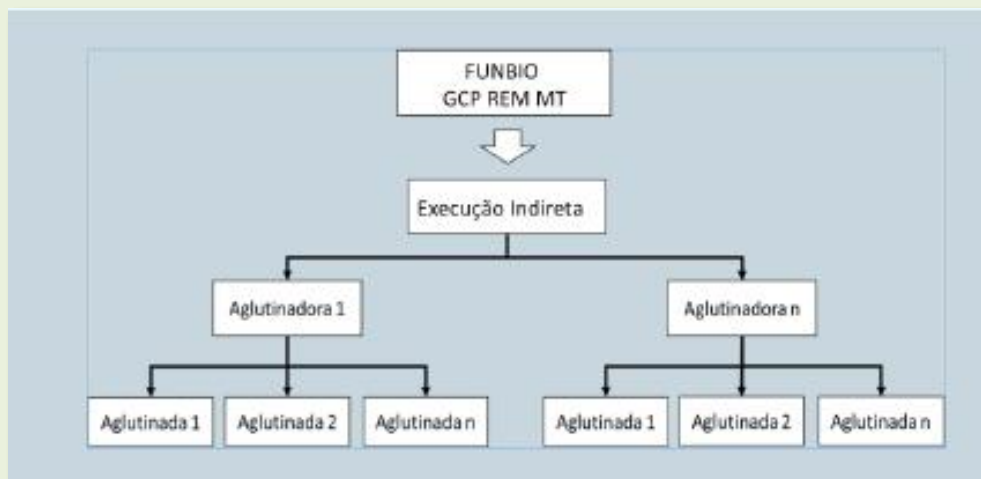 FUNBIO
GCP REM MT
Execução Indireta
Aglutinadora 1
Aglutinadora n
Aglutinada 1
Aglutinada 2
Aglutinada n
Aglutinada 1
Aglutinada 2
Aglutinada n